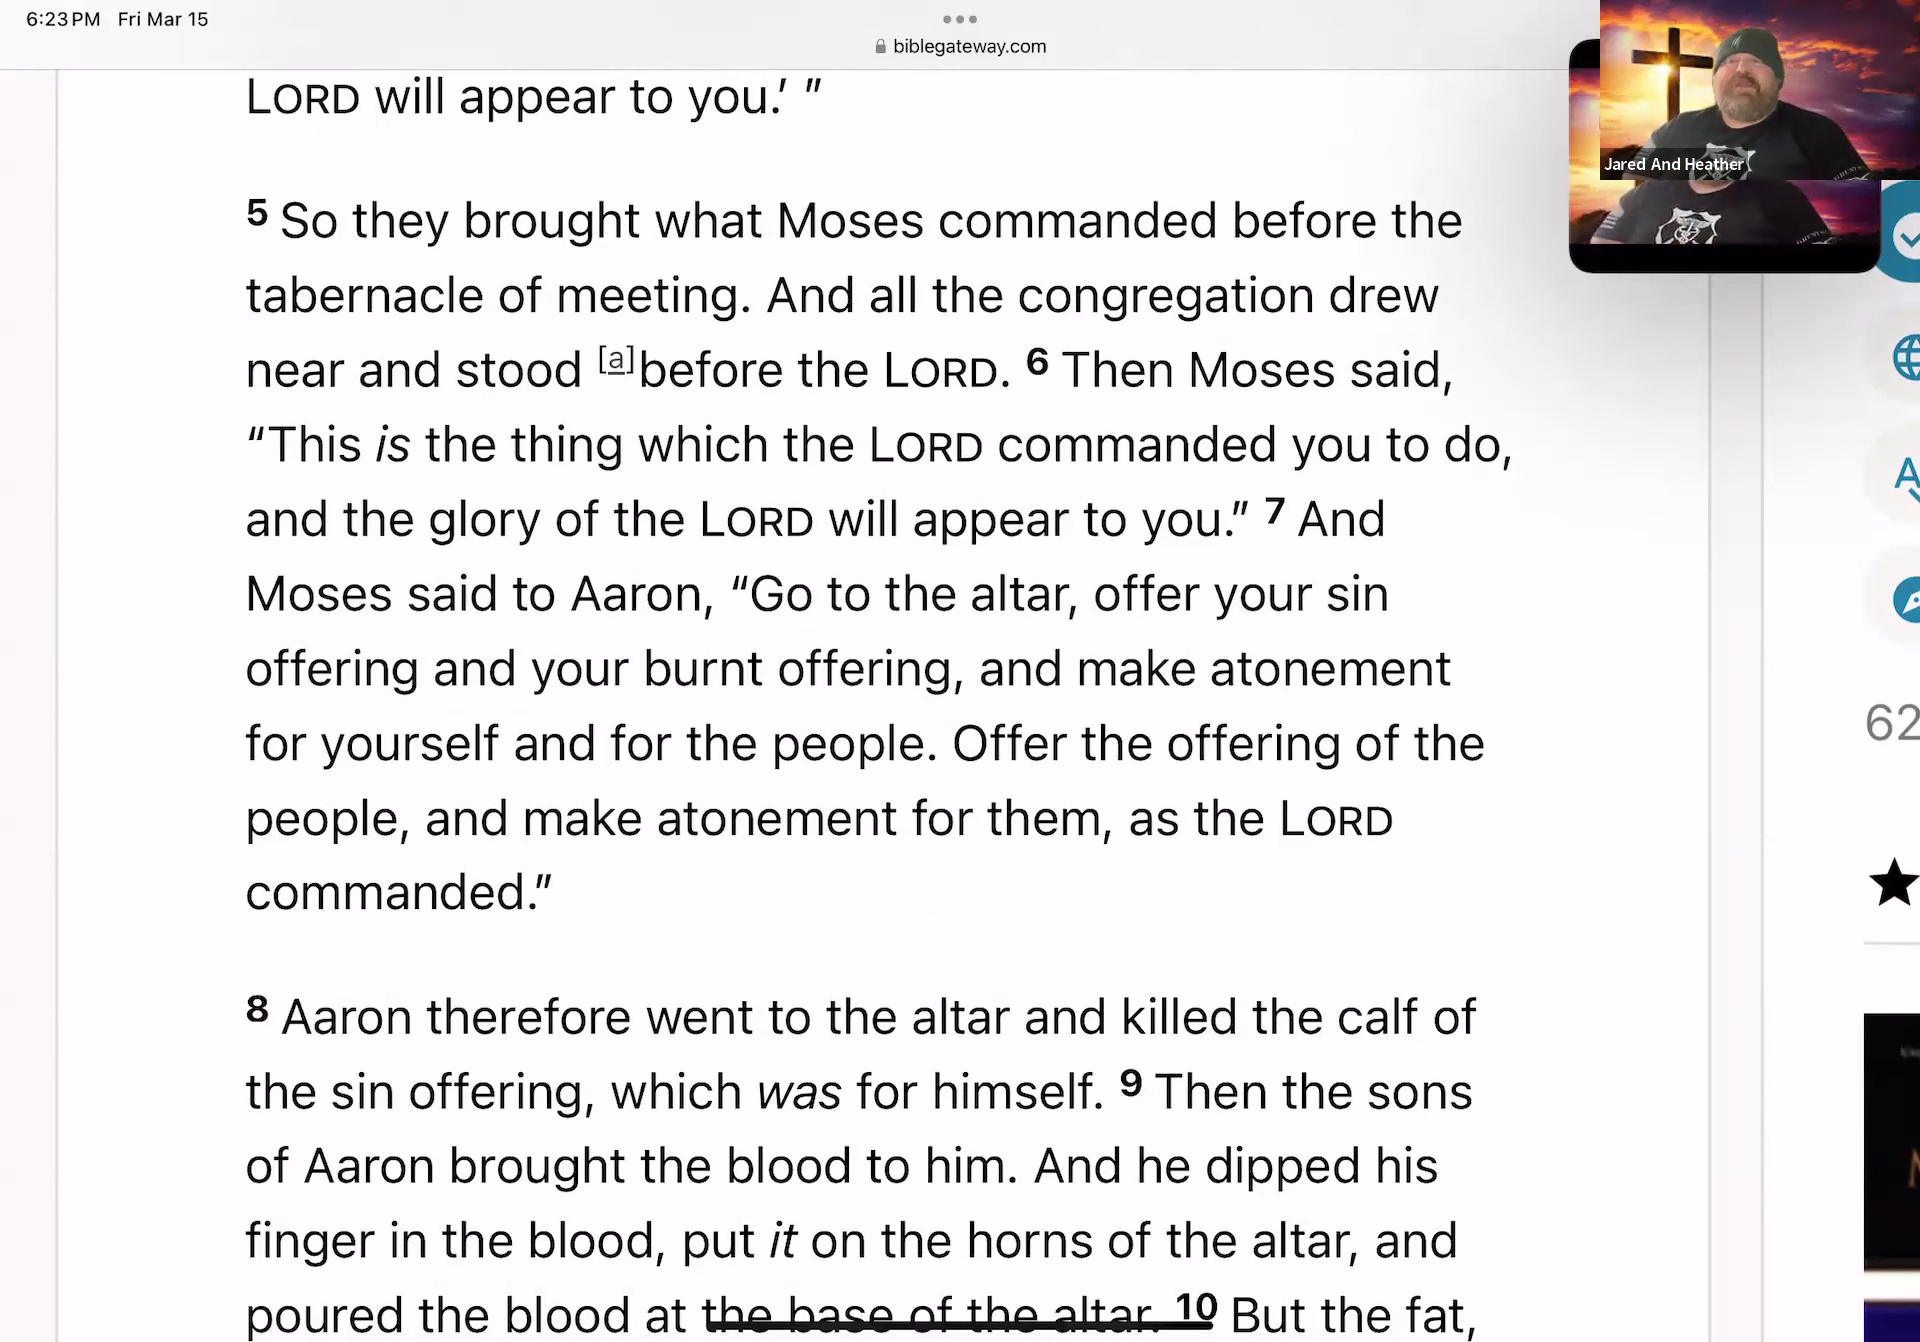 6:23 PM Fri Mar 15
biblegateway.com
Jared And Heather
LORD will appear to you.’ ”
5 So they brought what Moses commanded before the
tabernacle of meeting. And all the congregation drew
near and stood [a]before the LORD. 6 Then Moses said,
“This is the thing which the LORD commanded you to do,
and the glory of the LORD will appear to you.” 7 And
Moses said to Aaron, “Go to the altar, offer your sin
offering and your burnt offering, and make atonement
for yourself and for the people. Offer the offering of the
people, and make atonement for them, as the LORD
commanded.”
8 Aaron therefore went to the altar and killed the calf of
the sin offering, which was for himself. 9 Then the sons
of Aaron brought the blood to him. And he dipped his
finger in the blood, put it on the horns of the altar, and
poured the blood at the base of the altar. 10 But the fat,
62